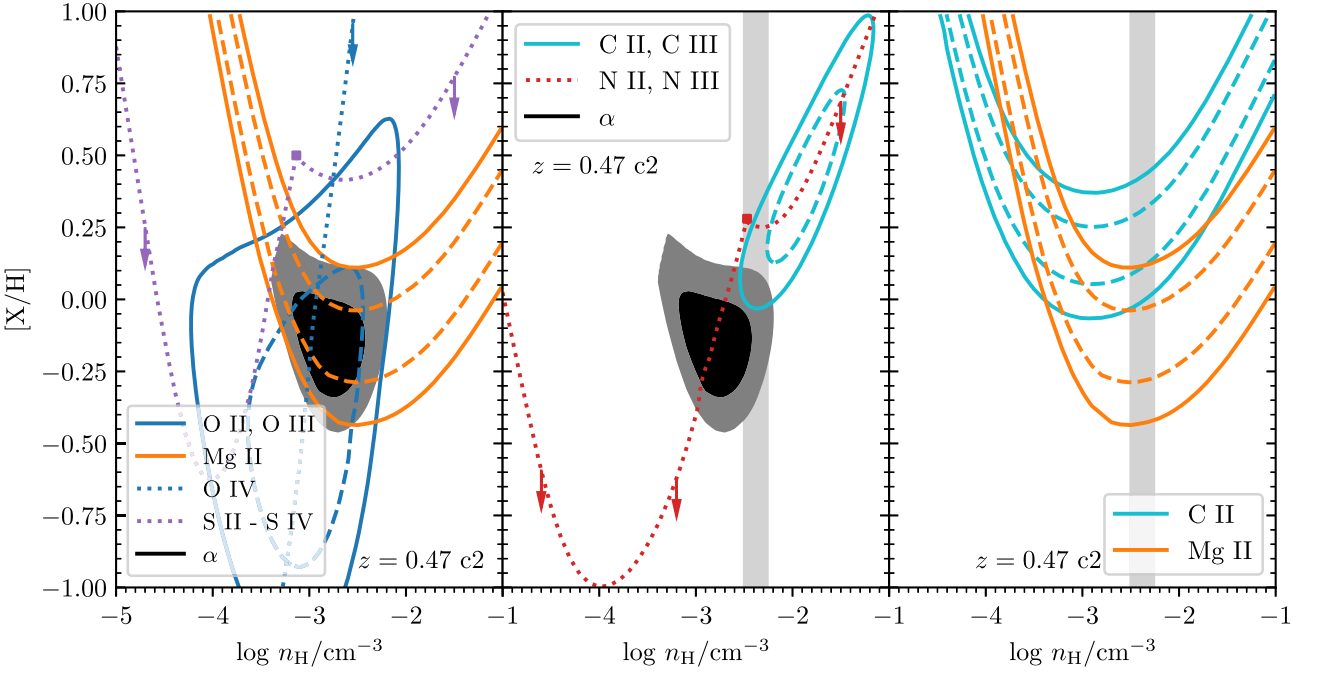 [X/H]
1.00
0.75
0.50
0.25
0.00
−0.25
−0.50
−0.75
−1.00
O II, O III
Mg II
O IV
S II - S IV
α
z = 0.47 c2
−5 −4 −3 −2 −1
log nH/cm−3
C II, C III
N II, N III
α
z = 0.47 c2
−4 −3 −2 −1
log nH/cm−3
C II
Mg II
z = 0.47 c2
−4 −3 −2 −1
log nH/cm−3